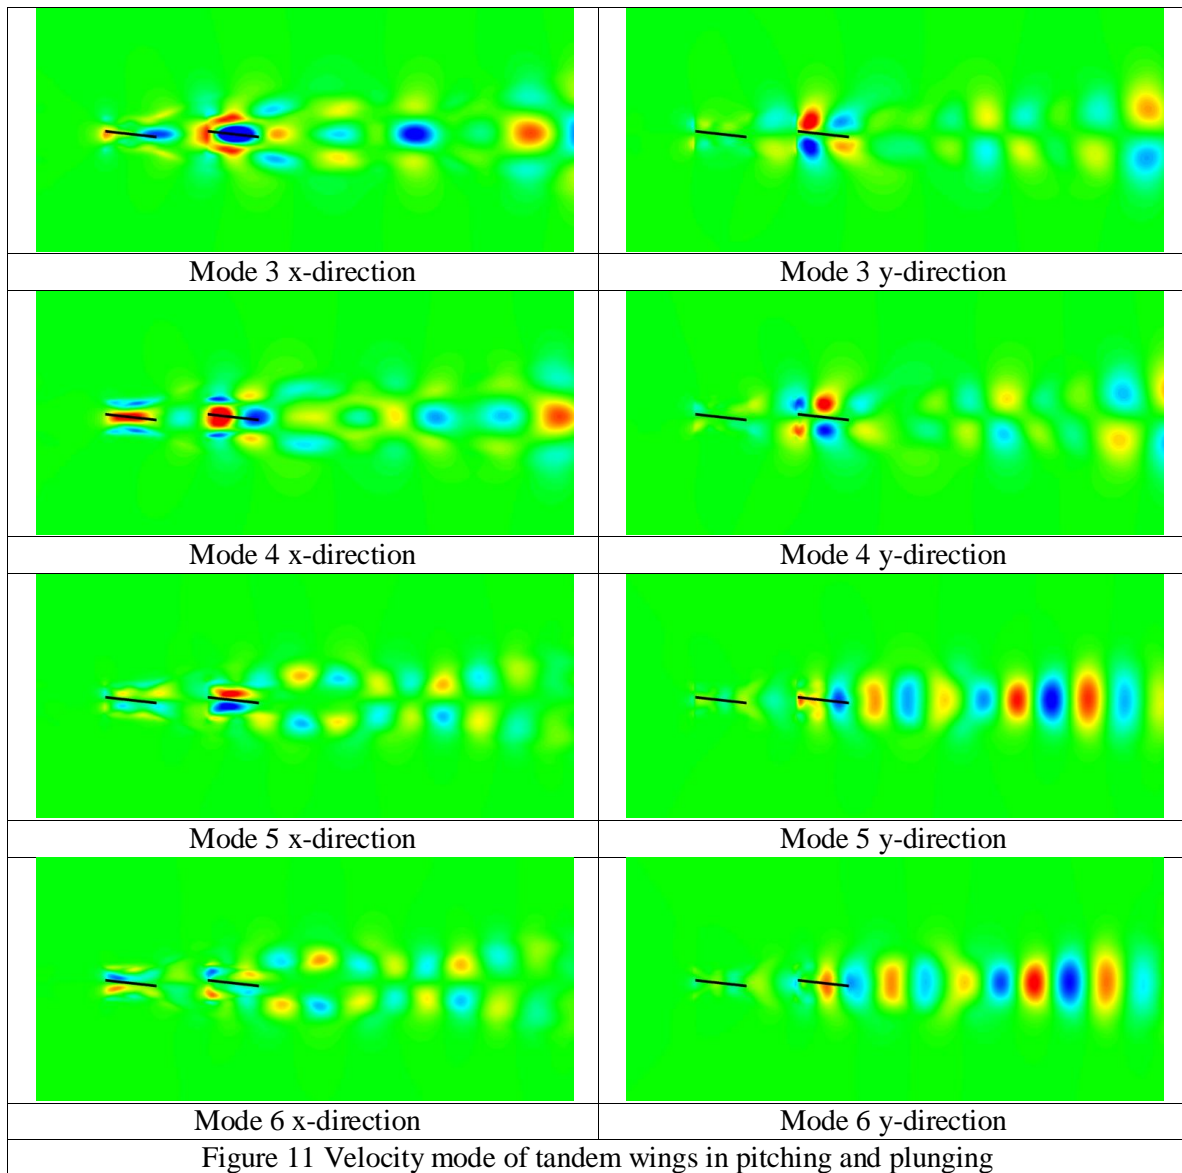 Mode 3 x-direction
Mode 3 y-direction
Mode 4 x-direction
Mode 4 y-direction
Mode 5 x-direction
Mode 5 y-direction
Mode 6 x-direction
Mode 6 y-direction
Figure 11 Velocity mode of tandem wings in pitching and plunging